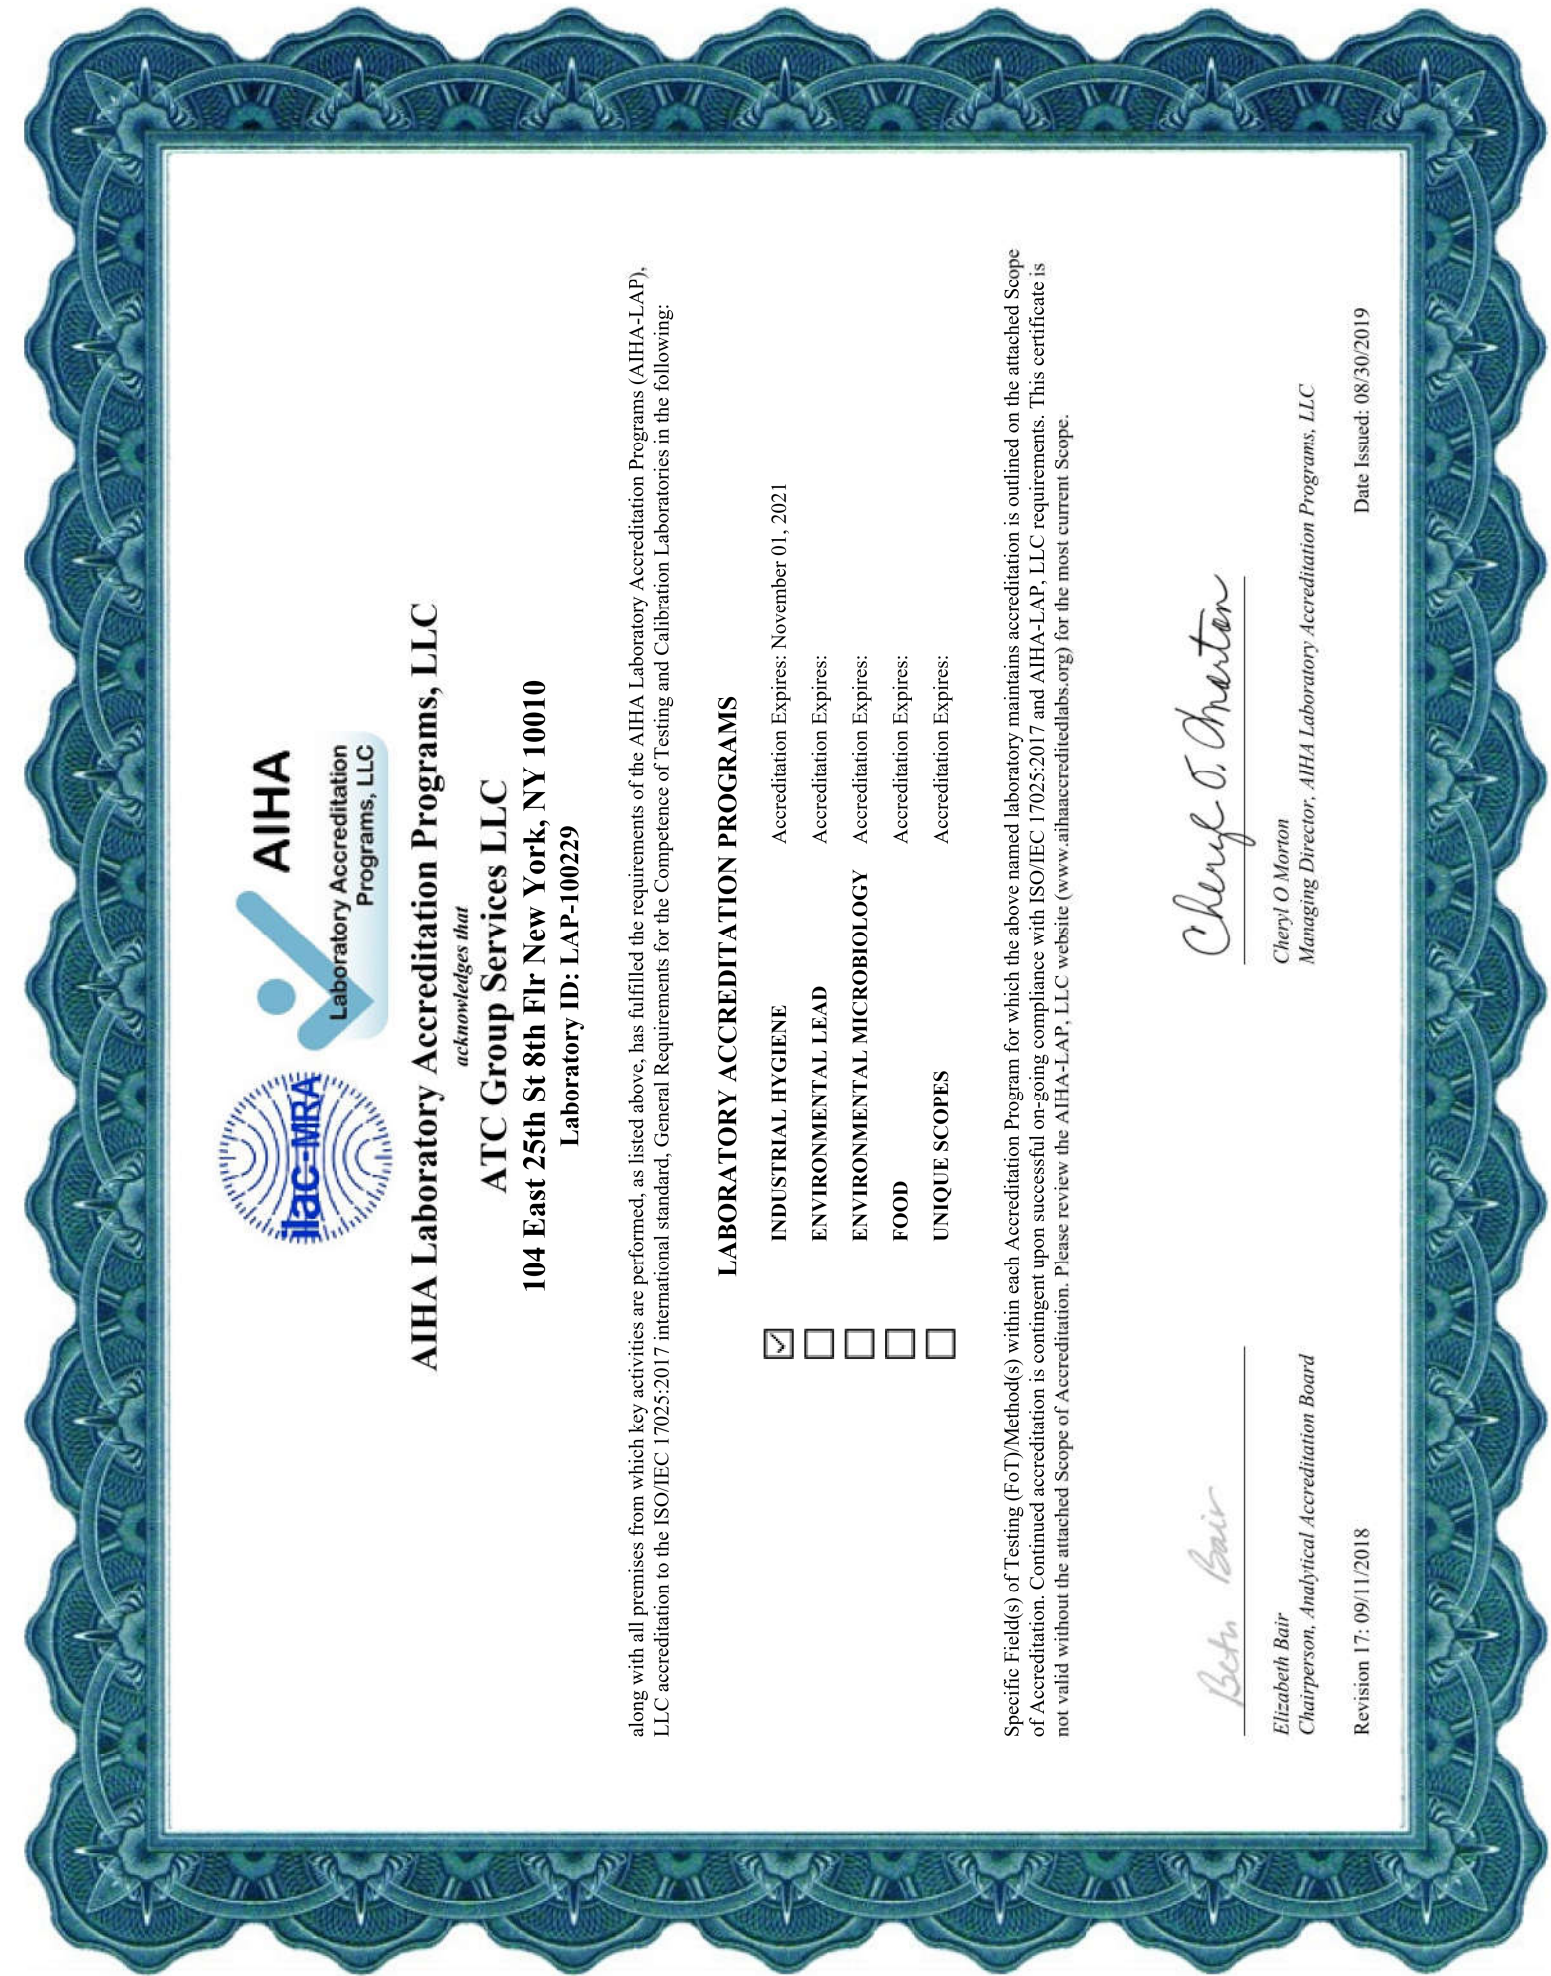 ilac-MRA
AIHA
Laboratory Accreditation
Programs, LLC
AIHA Laboratory Accreditation Programs, LLC
acknowledges that
ATC Group Services LLC
104 East 25th St 8th Flr New York, NY 10010
Laboratory ID: LAP-100229
along with all premises from which key activities are performed, as listed above, has fulfilled the requirements of the AIHA Laboratory Accreditation Programs (AIHA-LAP),
LLC accreditation to the ISO/IEC 17025:2017 international standard, General Requirements for the Competence of Testing and Calibration Laboratories in the following:
LABORATORY ACCREDITATION PROGRAMS
INDUSTRIAL HYGIENE Accreditation Expires: November 01, 2021
ENVIRONMENTAL LEAD Accreditation Expires:
ENVIRONMENTAL MICROBIOLOGY Accreditation Expires:
FOOD Accreditation Expires:
UNIQUE SCOPES Accreditation Expires:
Specific Field(s) of Testing (FoT)/Method(s) within each Accreditation Program for which the above named laboratory maintains accreditation is outlined on the attached Scope
of Accreditation. Continued accreditation is contingent upon successful on-going compliance with ISO/IEC 17025:2017 and AIHA-LAP, LLC requirements. This certificate is
not valid without the attached Scope of Accreditation. Please review the AIHA-LAP, LLC website (www.aihaaccreditedlabs.org) for the most current Scope.
Beth Bair Cheryl O. Morton
Elizabeth Bair Cheryl O Morton
Chairperson, Analytical Accreditation Board Managing Director, AIHA Laboratory Accreditation Programs, LLC
Revision 17: 09/11/2018 Date Issued: 08/30/2019